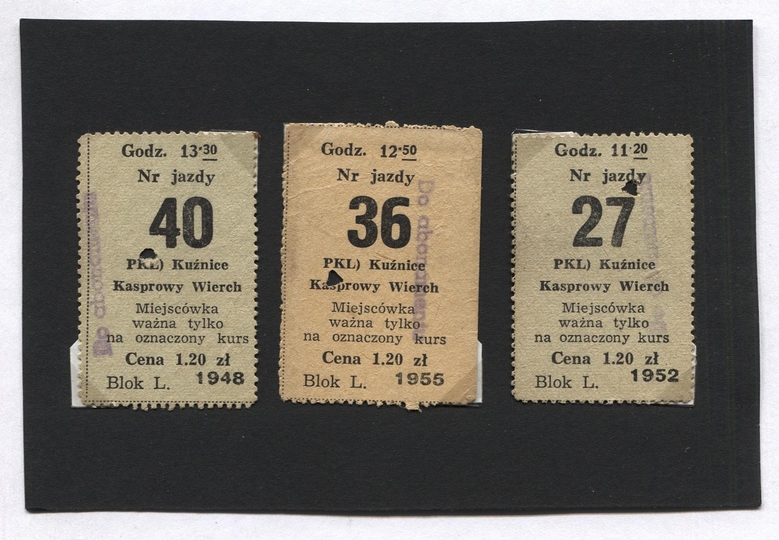 Godz. 13·30
Nr jazdy
40
PKL) Kuźnice
Kasprowy Wierch
Miejscówka
ważna tylko
na oznaczony kurs
Cena 1.20 zł
Blok L. 1948
Godz. 12·50
Nr jazdy
36
PKL) Kuźnice
Kasprowy Wierch
Miejscówka
ważna tylko
na oznaczony kurs
Cena 1.20 zł
Blok L. 1955
Do abonament
Godz. 11·20
Nr jazdy
27
PKL) Kuźnice
Kasprowy Wierch
Miejscówka
ważna tylko
na oznaczony kurs
Cena 1.20 zł
Blok L. 1952